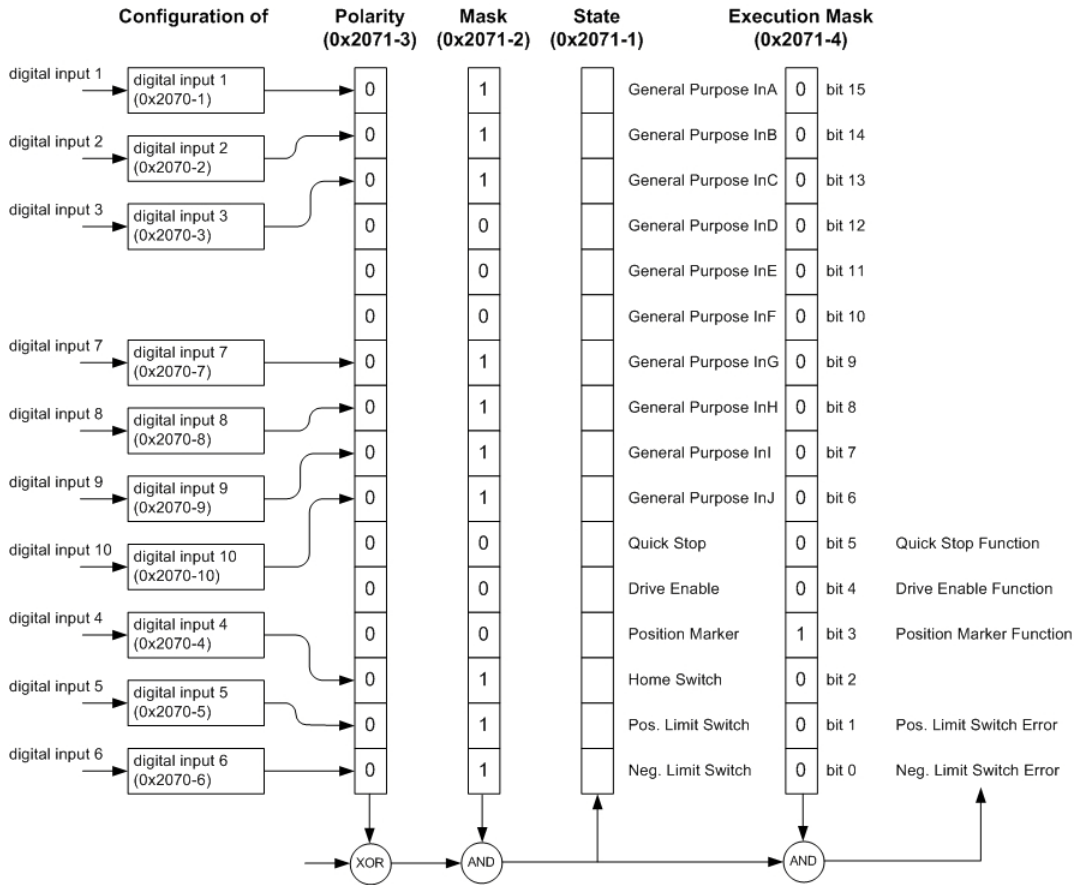 Configuration of Polarity Mask State Execution Mask
(0x2071-3) (0x2071-2) (0x2071-1) (0x2071-4)
digital input 1 digital input 1 (0x2070-1) 0 1 General Purpose InA 0 bit 15
digital input 2 digital input 2 (0x2070-2) 0 1 General Purpose InB 0 bit 14
digital input 3 digital input 3 (0x2070-3) 0 1 General Purpose InC 0 bit 13
0 0 General Purpose InD 0 bit 12
0 0 General Purpose InE 0 bit 11
0 0 General Purpose InF 0 bit 10
digital input 7 digital input 7 (0x2070-7) 0 1 General Purpose InG 0 bit 9
digital input 8 digital input 8 (0x2070-8) 0 1 General Purpose InH 0 bit 8
digital input 9 digital input 9 (0x2070-9) 0 1 General Purpose InI 0 bit 7
digital input 10 digital input 10 (0x2070-10) 0 1 General Purpose InJ 0 bit 6
0 0 Quick Stop 0 bit 5 Quick Stop Function
0 0 Drive Enable 0 bit 4 Drive Enable Function
digital input 4 digital input 4 (0x2070-4) 0 0 Position Marker 1 bit 3 Position Marker Function
0 1 Home Switch 0 bit 2
digital input 5 digital input 5 (0x2070-5) 0 1 Pos. Limit Switch 0 bit 1 Pos. Limit Switch Error
digital input 6 digital input 6 (0x2070-6) 0 1 Neg. Limit Switch 0 bit 0 Neg. Limit Switch Error
XOR AND AND